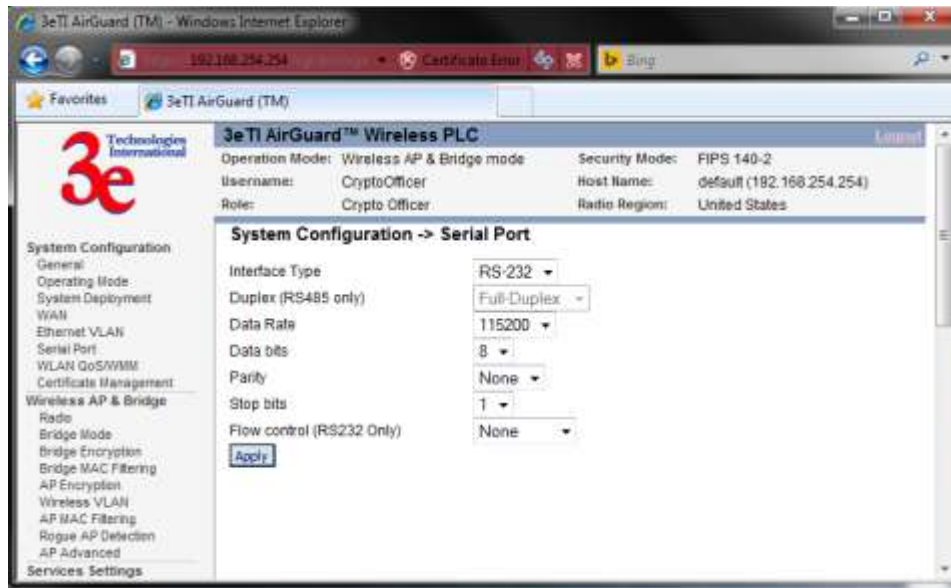 3eTI AirGuard (TM) - Windows Internet Explorer
192.168.254.254
Certificate Error
Bing
Favorites
3eTI AirGuard (TM)
3e Technologies International
3eTI AirGuard™ Wireless PLC
Logout
Operation Mode: Wireless AP & Bridge mode
Security Mode: FIPS 140-2
Username: CryptoOfficer
Host Name: default (192.168.254.254)
Role: Crypto Officer
Radio Region: United States
System Configuration
General
Operating Mode
System Deployment
WAN
Ethernet VLAN
Serial Port
WLAN QoS/WMM
Certificate Management
Wireless AP & Bridge
Radio
Bridge Mode
Bridge Encryption
Bridge MAC Filtering
AP Encryption
Wireless VLAN
AP MAC Filtering
Rogue AP Detection
AP Advanced
Services Settings
System Configuration -> Serial Port
Interface Type RS-232
Duplex (RS485 only) Full-Duplex
Data Rate 115200
Data bits 8
Parity None
Stop bits 1
Flow control (RS232 Only) None
Apply